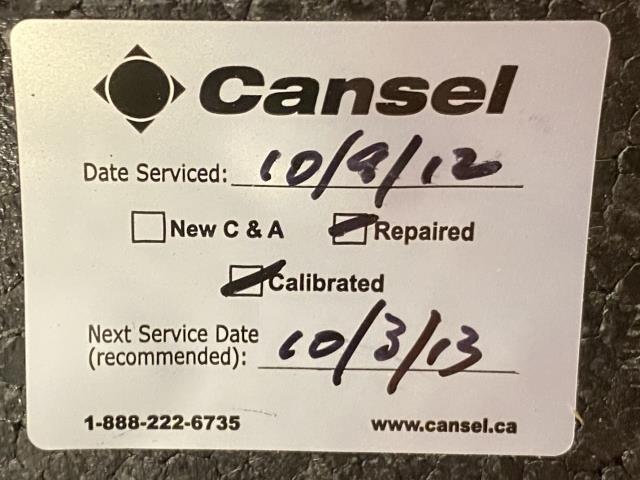 Cansel
Date Serviced: 10/9/12
New C & A Repaired
Calibrated
Next Service Date
(recommended): 10/3/13
1-888-222-6735 www.cansel.ca